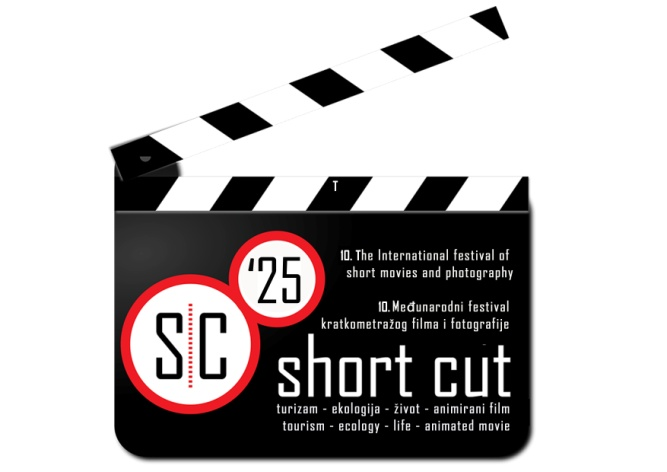 T
'25
S C
10. The International festival of
short movies and photography
10. Međunarodni festival
kratkometražog filma i fotografije
short cut
turizam - ekologija - život - animirani film
tourism - ecology - life - animated movie